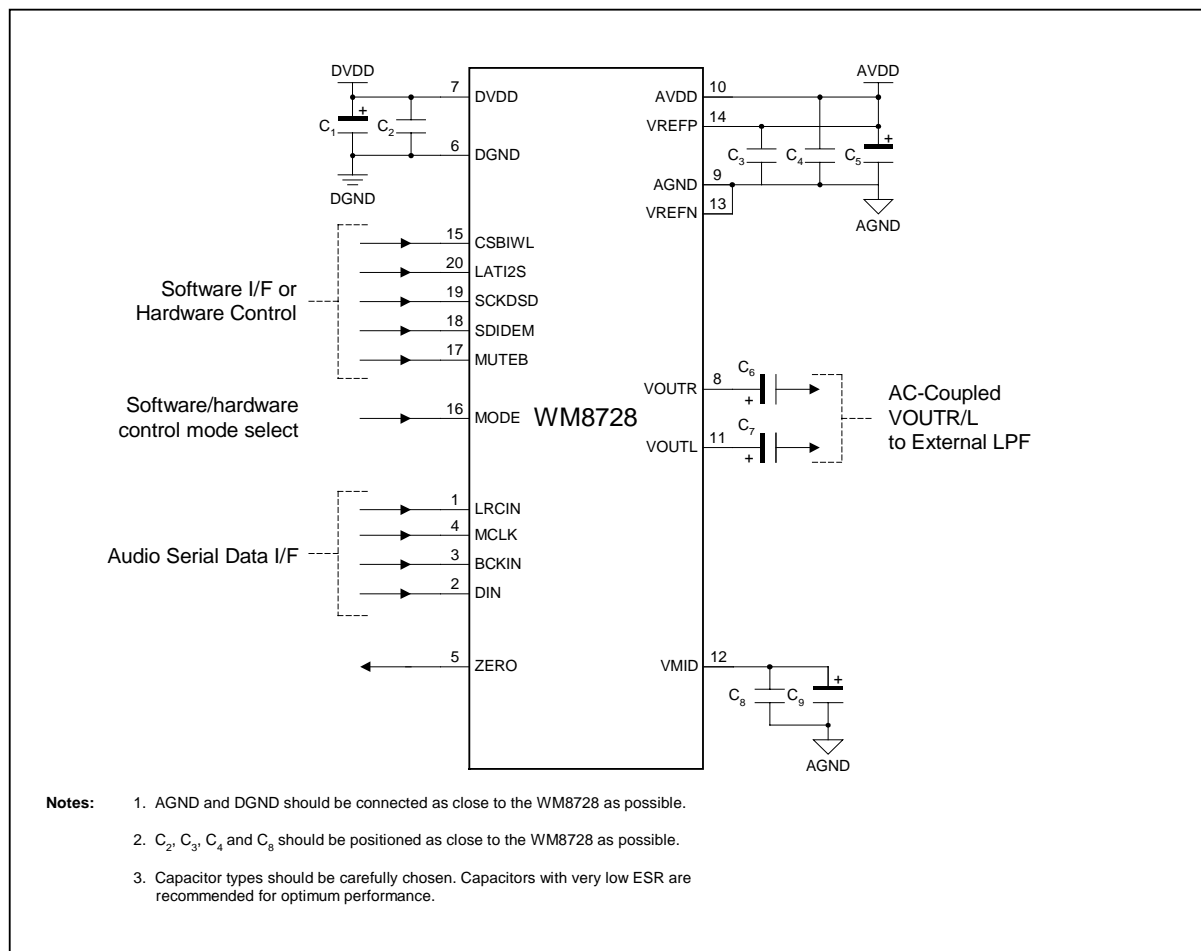 DVDD
7
DVDD
C1
+
C2
6
DGND
DGND
AVDD
10
AVDD
14
VREFP
C3
C4
C5
+
9
AGND
13
VREFN
AGND
Software I/F or
Hardware Control
15
CSBIWL
20
LATI2S
19
SCKDSD
18
SDIDEM
17
MUTEB
Software/hardware
control mode select
16
MODE
WM8728
VOUTR
8
C6
+
VOUTL
11
C7
+
AC-Coupled
VOUTR/L
to External LPF
Audio Serial Data I/F
1
LRCIN
4
MCLK
3
BCKIN
2
DIN
5
ZERO
VMID
12
C8
C9
+
AGND
Notes:
1. AGND and DGND should be connected as close to the WM8728 as possible.
2. C2, C3, C4 and C8 should be positioned as close to the WM8728 as possible.
3. Capacitor types should be carefully chosen. Capacitors with very low ESR are
recommended for optimum performance.